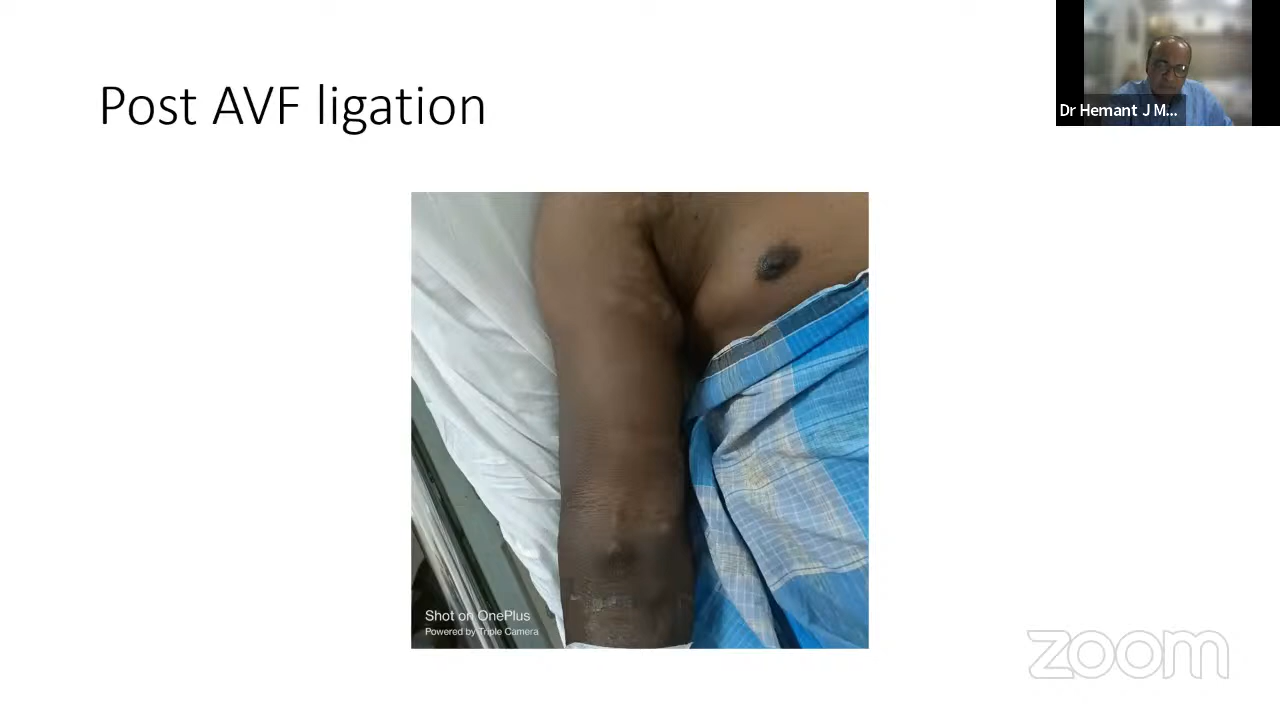 Post AVF ligation
Dr Hemant J M...
Shot on OnePlus
Powered by Triple Camera
zoom